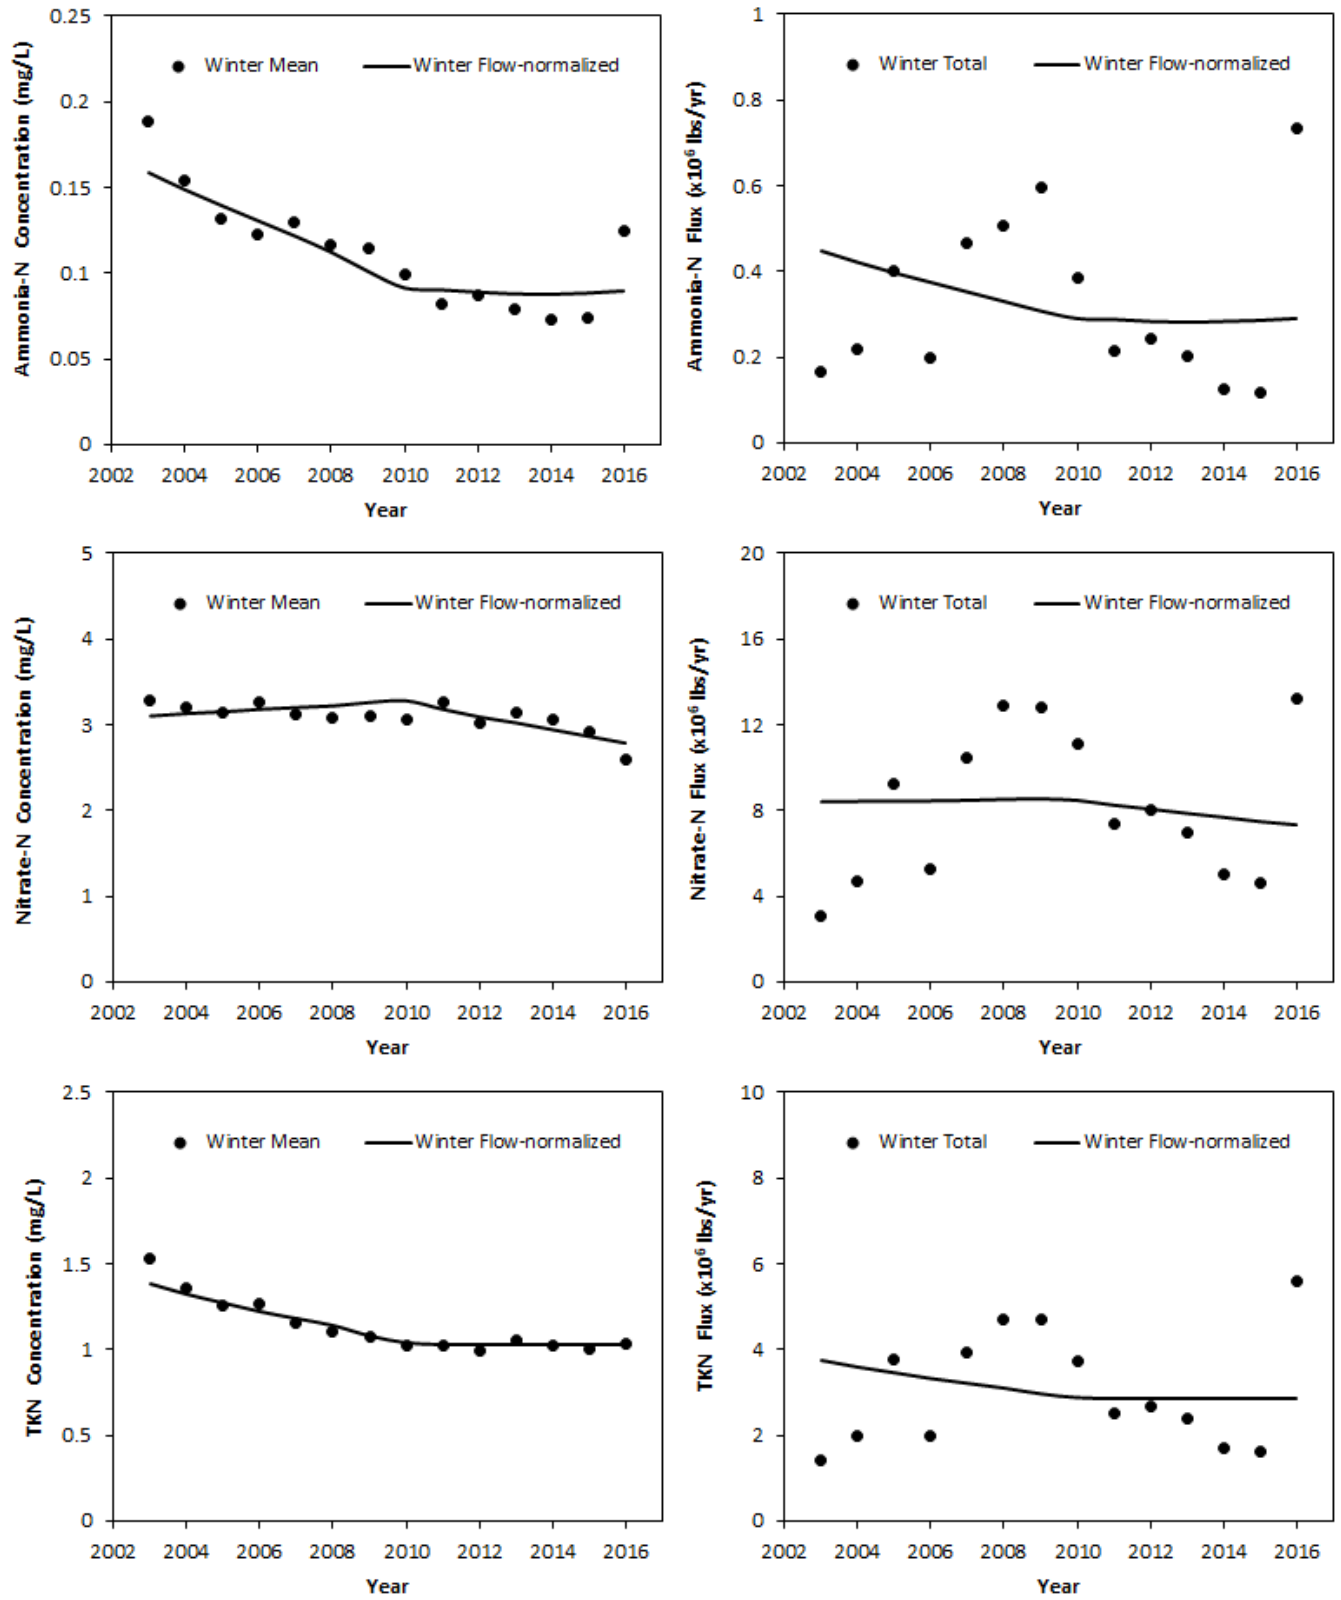 Ammonia-N Concentration (mg/L)
0.25
0.2
0.15
0.1
0.05
0
Winter Mean
Winter Flow-normalized
2002 2004 2006 2008 2010 2012 2014 2016
Year
Ammonia-N Flux (x10⁶ lbs/yr)
1
0.8
0.6
0.4
0.2
0
Winter Total
Winter Flow-normalized
2002 2004 2006 2008 2010 2012 2014 2016
Year
Nitrate-N Concentration (mg/L)
5
4
3
2
1
0
Winter Mean
Winter Flow-normalized
2002 2004 2006 2008 2010 2012 2014 2016
Year
Nitrate-N Flux (x10⁶ lbs/yr)
20
16
12
8
4
0
Winter Total
Winter Flow-normalized
2002 2004 2006 2008 2010 2012 2014 2016
Year
TKN Concentration (mg/L)
2.5
2
1.5
1
0.5
0
Winter Mean
Winter Flow-normalized
2002 2004 2006 2008 2010 2012 2014 2016
Year
TKN Flux (x10⁶ lbs/yr)
10
8
6
4
2
0
Winter Total
Winter Flow-normalized
2002 2004 2006 2008 2010 2012 2014 2016
Year